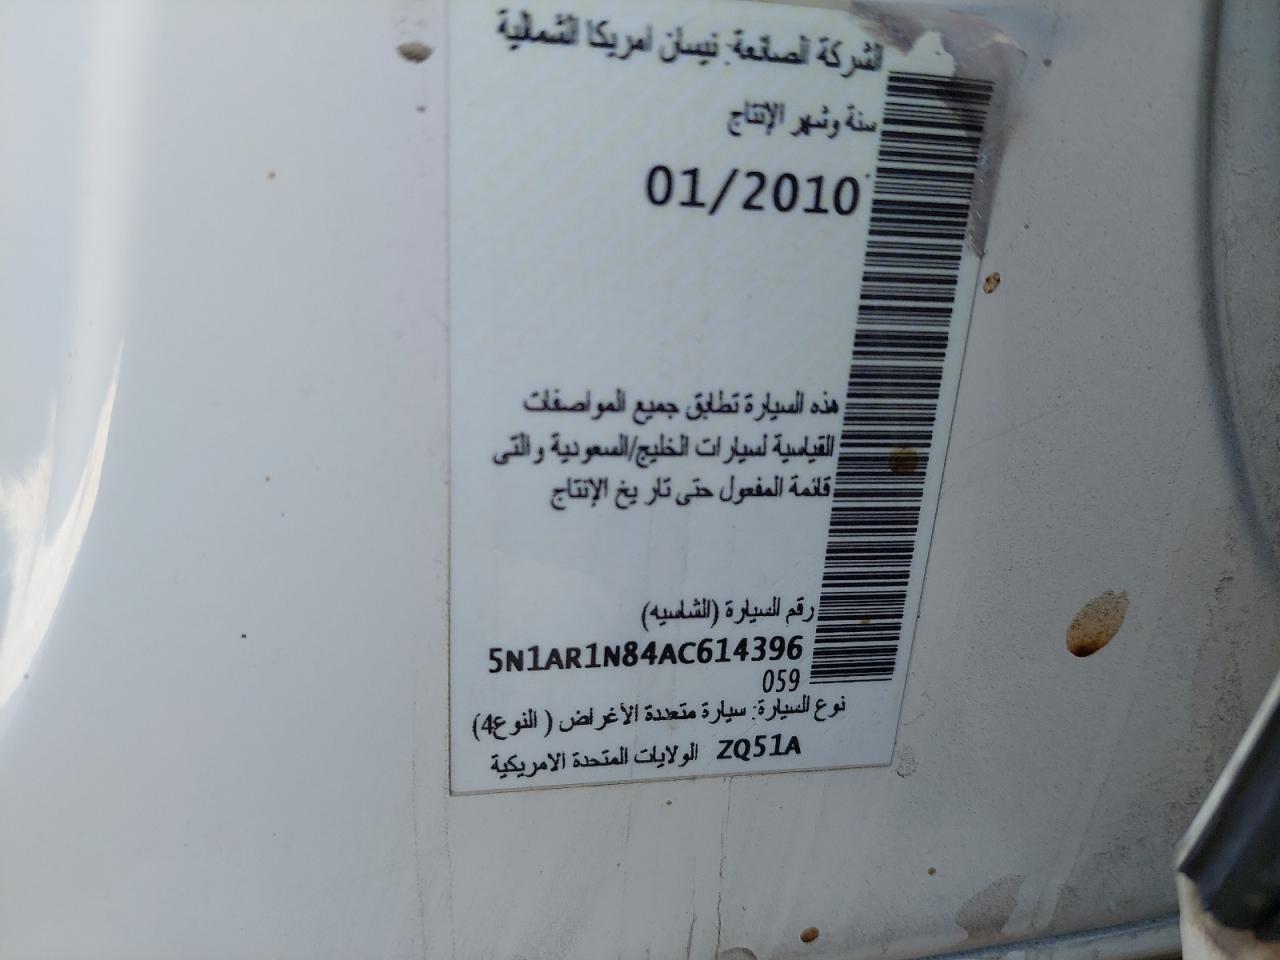 الشركة الصانعة: نيسان امريكا الشمالية
سنة وشهر الإنتاج
01/2010
هذه السيارة تطابق جميع المواصفات
القياسية لسيارات الخليج/السعودية والتى
قائمة المفعول حتى تاريخ الإنتاج
رقم السيارة (الشاسيه)
5N1AR1N84AC614396
059
نوع السيارة: سيارة متعددة الأغراض ( النوع4)
ZQ51A الولايات المتحدة الامريكية